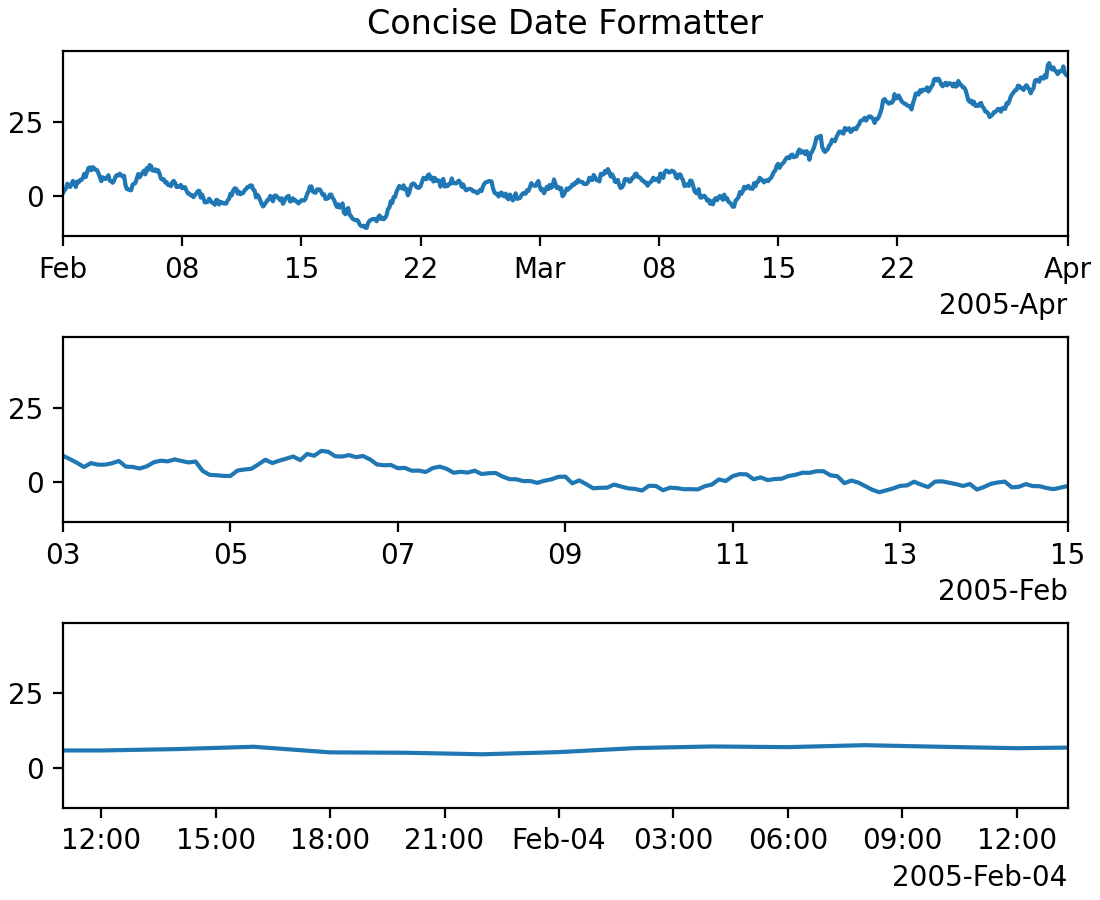 Concise Date Formatter
25
0
Feb 08 15 22 Mar 08 15 22 Apr
2005-Apr
25
0
03 05 07 09 11 13 15
2005-Feb
25
0
12:00 15:00 18:00 21:00 Feb-04 03:00 06:00 09:00 12:00
2005-Feb-04